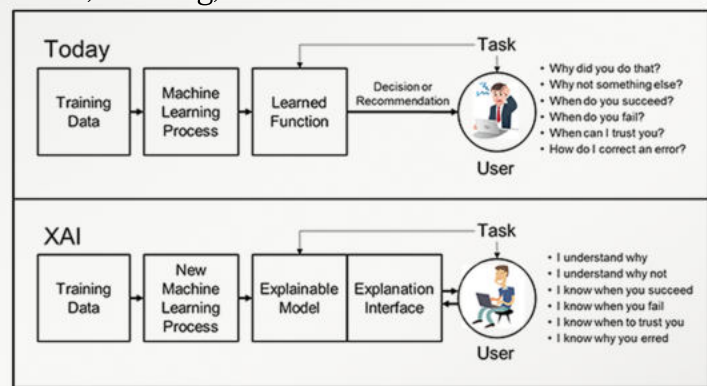 Today
Task
Training
Data
Machine
Learning
Process
Learned
Function
Decision or
Recommendation
User
• Why did you do that?
• Why not something else?
• When do you succeed?
• When do you fail?
• When can I trust you?
• How do I correct an error?
XAI
Task
Training
Data
New
Machine
Learning
Process
Explainable
Model
Explanation
Interface
User
• I understand why
• I understand why not
• I know when you succeed
• I know when you fail
• I know when to trust you
• I know why you erred